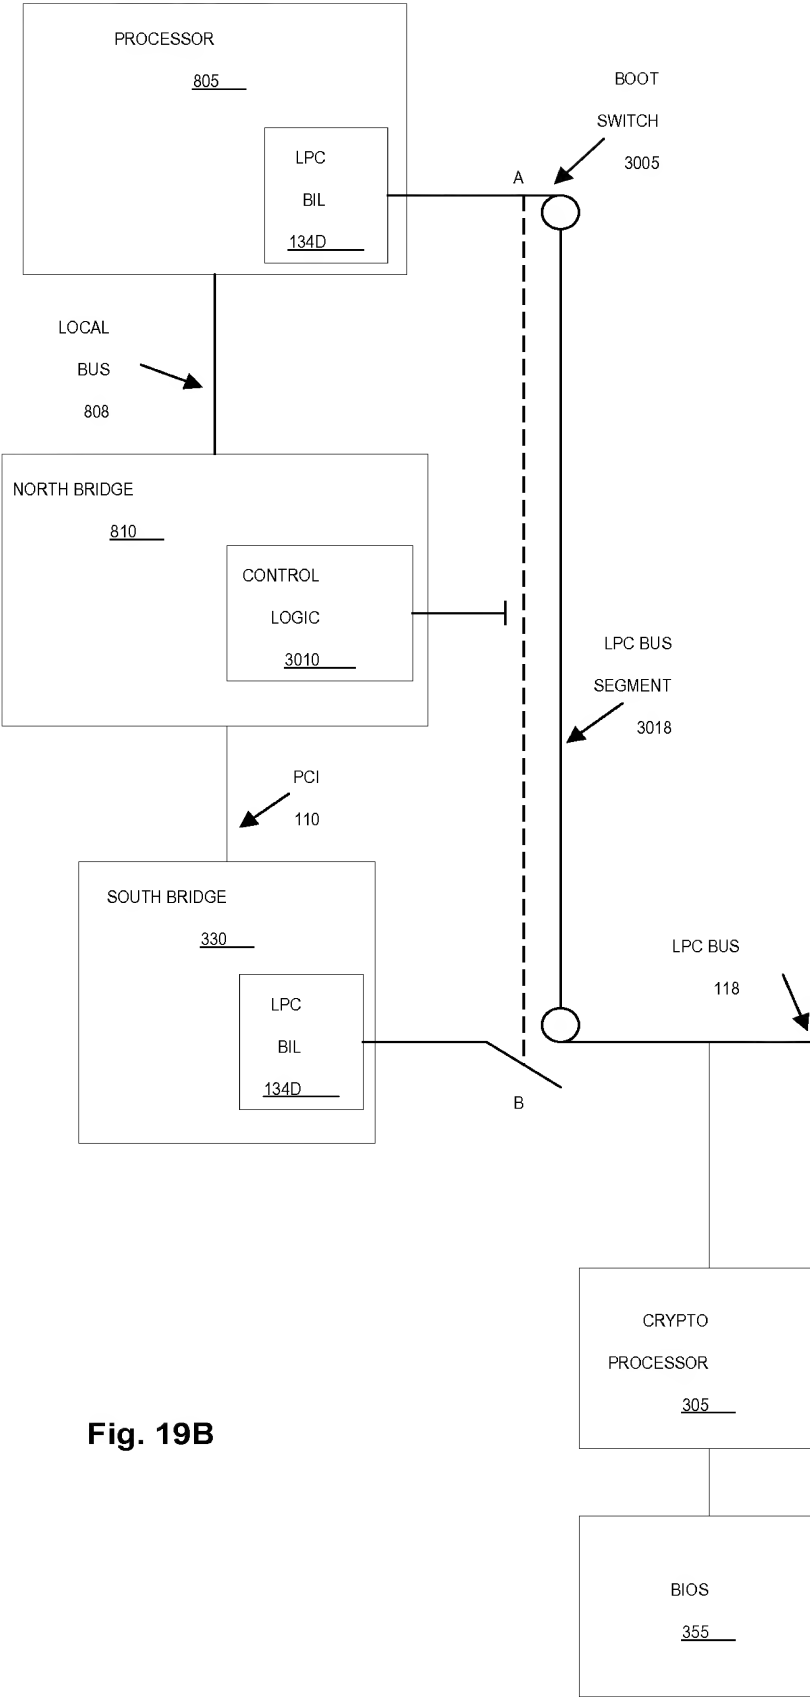 PROCESSOR
805
LPC
BIL
134D
BOOT
SWITCH
3005
A
LOCAL
BUS
808
NORTH BRIDGE
810
CONTROL
LOGIC
3010
LPC BUS
SEGMENT
3018
PCI
110
SOUTH BRIDGE
330
LPC
BIL
134D
LPC BUS
118
B
CRYPTO
PROCESSOR
305
Fig. 19B
BIOS
355